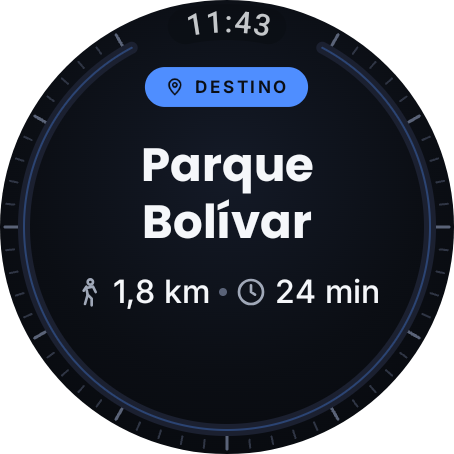 11:43
DESTINO
Parque
Bolívar
1,8 km • 24 min